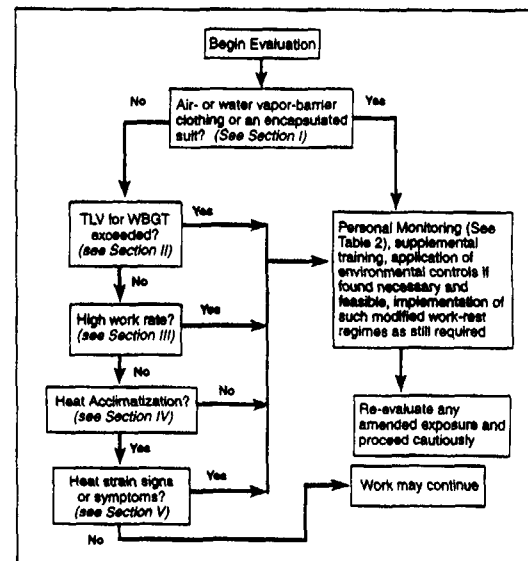 Begin Evaluation
No
Air- or water vapor-barrier
clothing or an encapsulated
suit? (See Section I)
Yes
TLV for WBGT
exceeded?
(see Section II)
Yes
No
High work rate?
(see Section III)
Yes
No
Heat Acclimatization?
(see Section IV)
No
Yes
Heat strain signs
or symptoms?
(see Section V)
Yes
No
Personal Monitoring (See
Table 2), supplemental
training, application of
environmental controls if
found necessary and
feasible, implementation of
such modified work-rest
regimes as still required
Re-evaluate any
amended exposure and
proceed cautiously
Work may continue